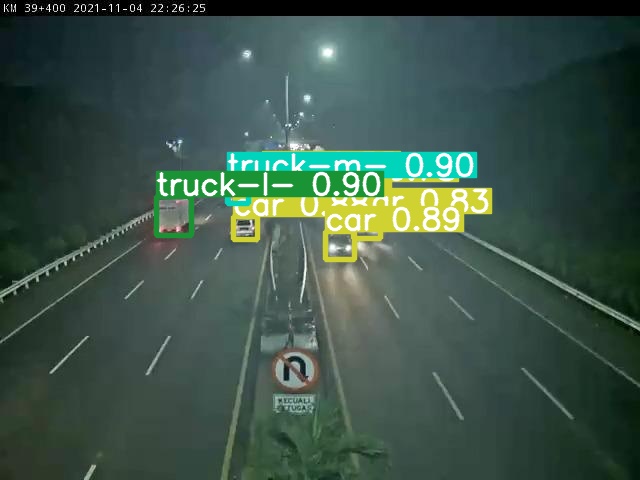 KM 39+400 2021-11-04 22:26:25
truck-m- 0.90
truck-l- 0.90
car 0.83
car 0.89
KECUALI
PETUGAS